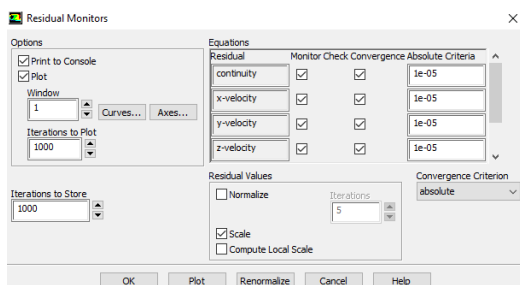 Residual Monitors
Options
Print to Console
Plot
Window
1
Curves... Axes...
Iterations to Plot
1000
Iterations to Store
1000
Equations
Residual Monitor Check Convergence Absolute Criteria
continuity 1e-05
x-velocity 1e-05
y-velocity 1e-05
z-velocity 1e-05
Residual Values
Normalize
Iterations
5
Scale
Compute Local Scale
Convergence Criterion
absolute
OK Plot Renormalize Cancel Help